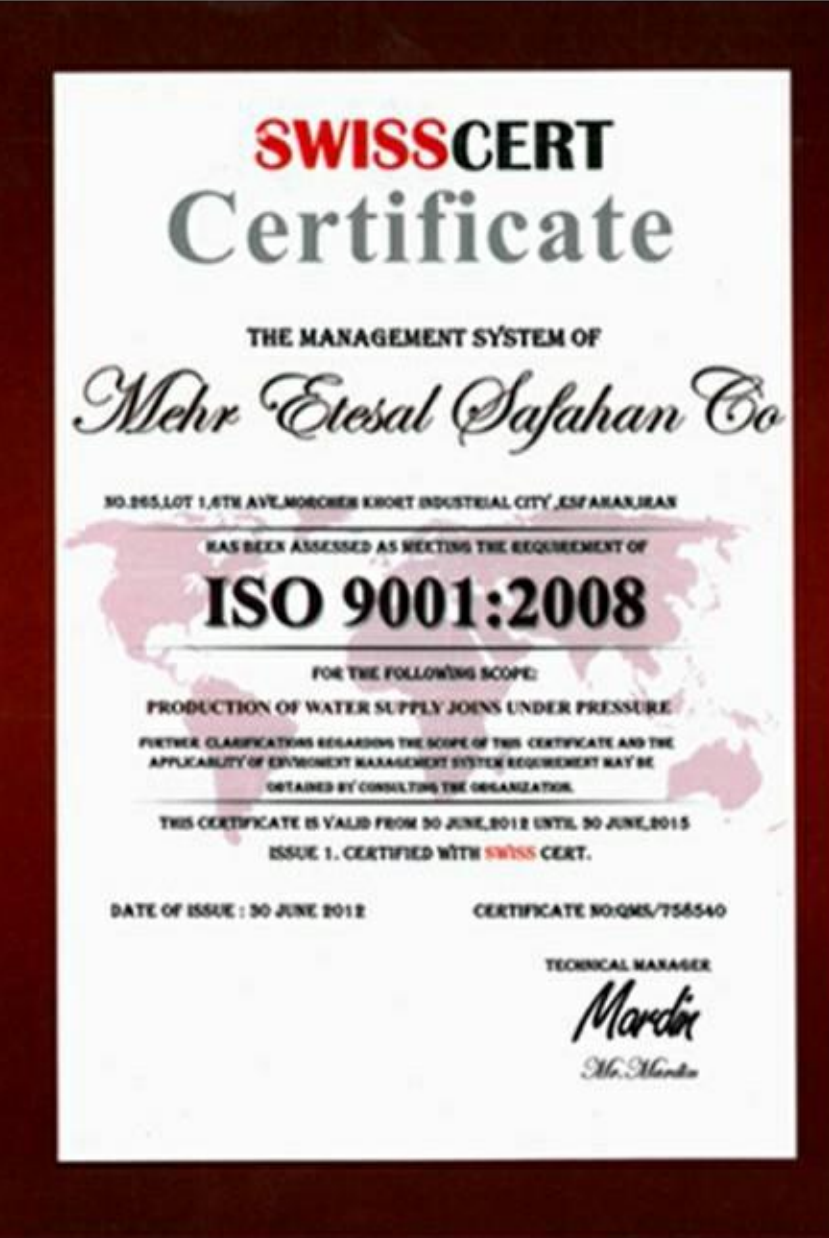 SWISSCERT
Certificate
THE MANAGEMENT SYSTEM OF
Mehr Etesal Safahan Co
NO.265,LOT 1,6TH AVE,MORCHEH KHORT INDUSTRIAL CITY ,ESFAHAN,IRAN
HAS BEEN ASSESSED AS MEETING THE REQUIREMENT OF
ISO 9001:2008
FOR THE FOLLOWING SCOPE:
PRODUCTION OF WATER SUPPLY JOINS UNDER PRESSURE
FURTHER CLARIFICATIONS REGARDING THE SCOPE OF THIS CERTIFICATE AND THE
APPLICABLITY OF ENVIROMENT MANAGEMENT SYSTEM REQUIREMENT MAY BE
OBTAINED BY CONSULTING THE ORGANIZATION.
THIS CERTIFICATE IS VALID FROM 30 JUNE,2012 UNTIL 30 JUNE,2015
ISSUE 1. CERTIFIED WITH SWISS CERT.
DATE OF ISSUE : 30 JUNE 2012
CERTIFICATE NO:QMS/758540
TECHNICAL MANAGER
Mardin
Mr.Mardin